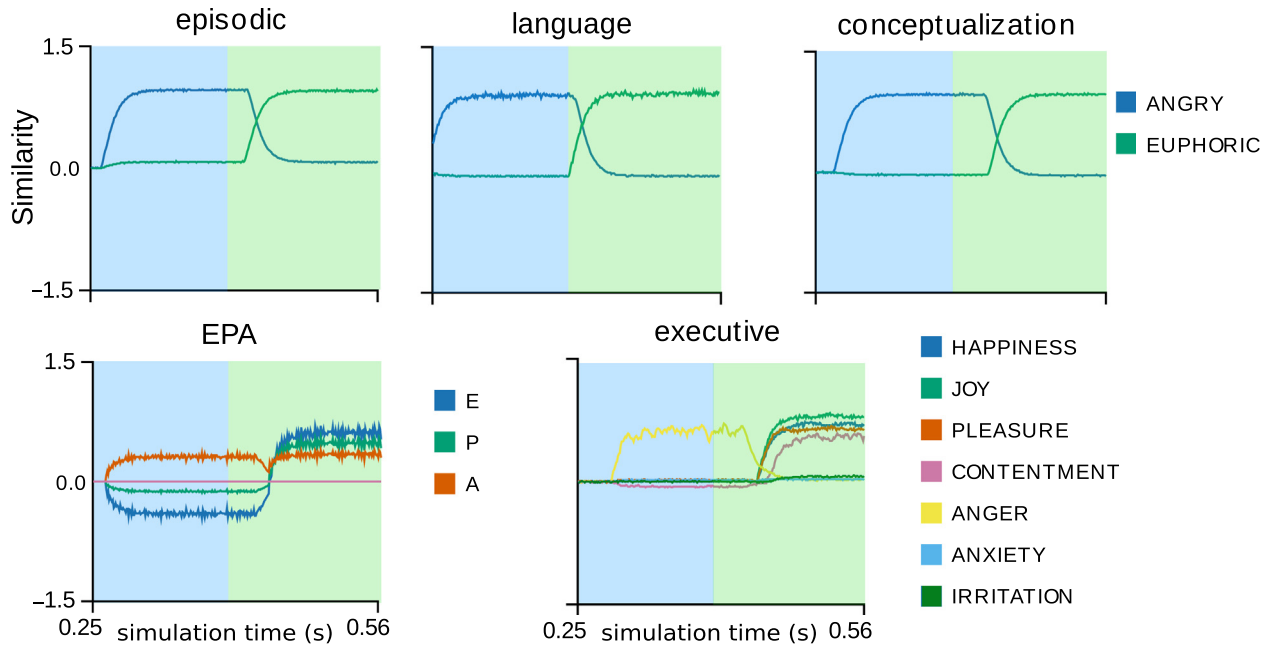 episodic
language
conceptualization
1.5
0.0
−1.5
Similarity
ANGRY
EUPHORIC
EPA
executive
1.5
0.0
−1.5
0.25
simulation time (s)
0.56
E
P
A
0.25
simulation time (s)
0.56
HAPPINESS
JOY
PLEASURE
CONTENTMENT
ANGER
ANXIETY
IRRITATION